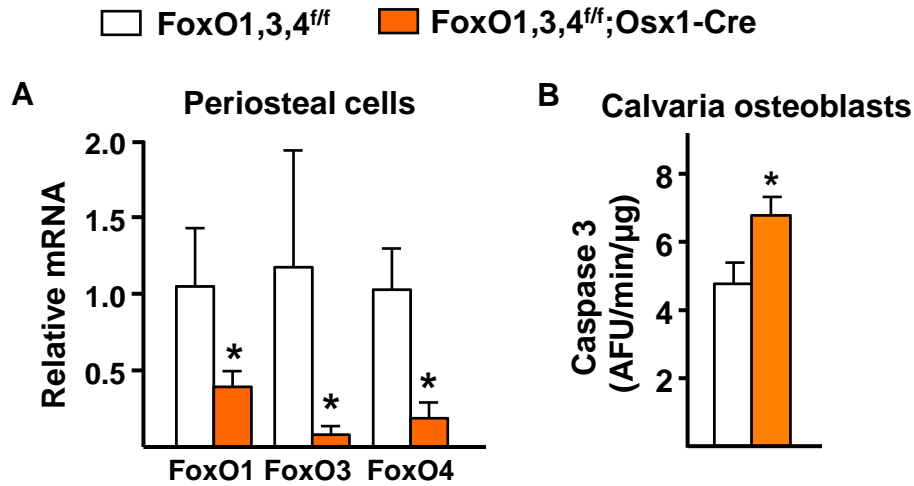 FoxO1,3,4f/f FoxO1,3,4f/f;Osx1-Cre
A
Periosteal cells
Relative mRNA
2.0
1.5
1.0
0.5
*
*
*
FoxO1 FoxO3 FoxO4
B
Calvaria osteoblasts
Caspase 3
(AFU/min/µg)
8
6
4
2
*